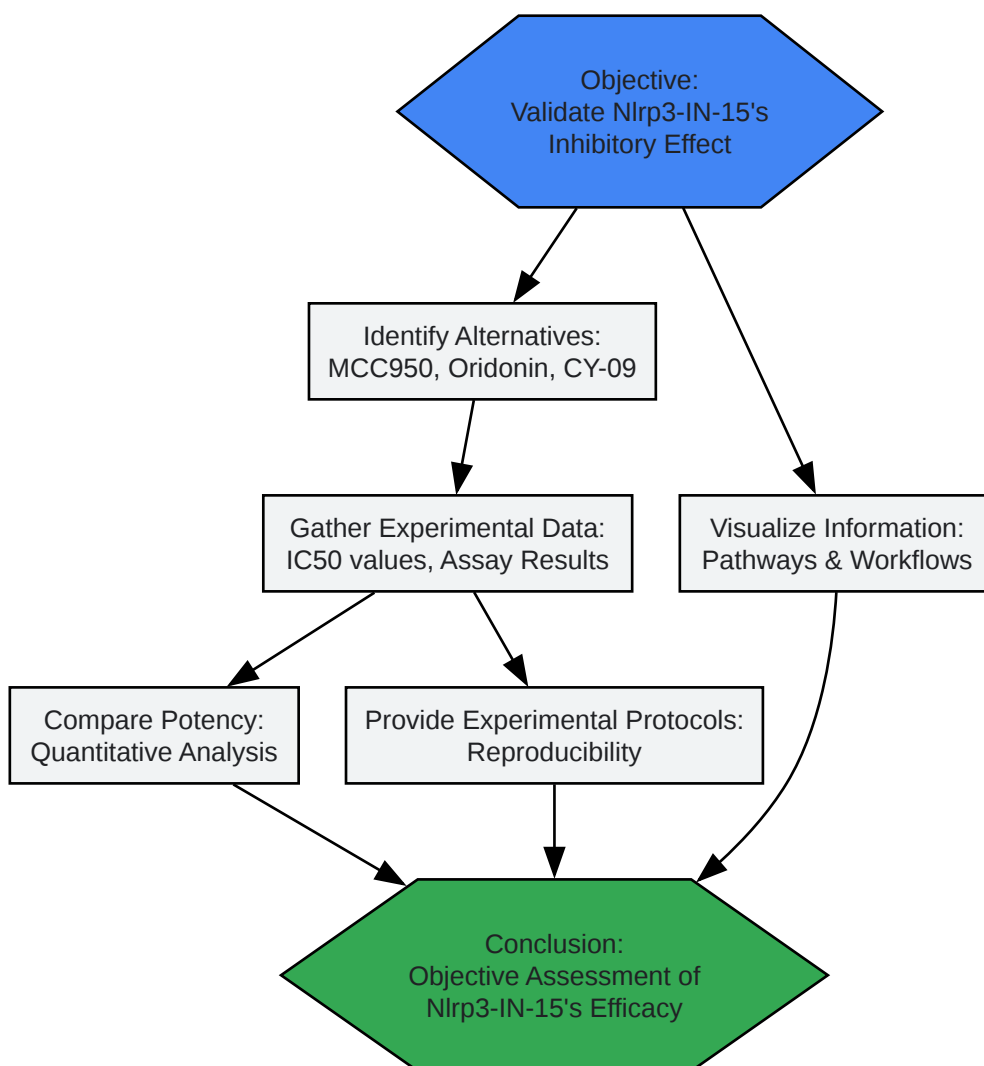 Objective:
Validate Nlrp3-IN-15's
Inhibitory Effect
Identify Alternatives:
MCC950, Oridonin, CY-09
Gather Experimental Data:
IC50 values, Assay Results
Visualize Information:
Pathways & Workflows
Compare Potency:
Quantitative Analysis
Provide Experimental Protocols:
Reproducibility
Conclusion:
Objective Assessment of
Nlrp3-IN-15's Efficacy